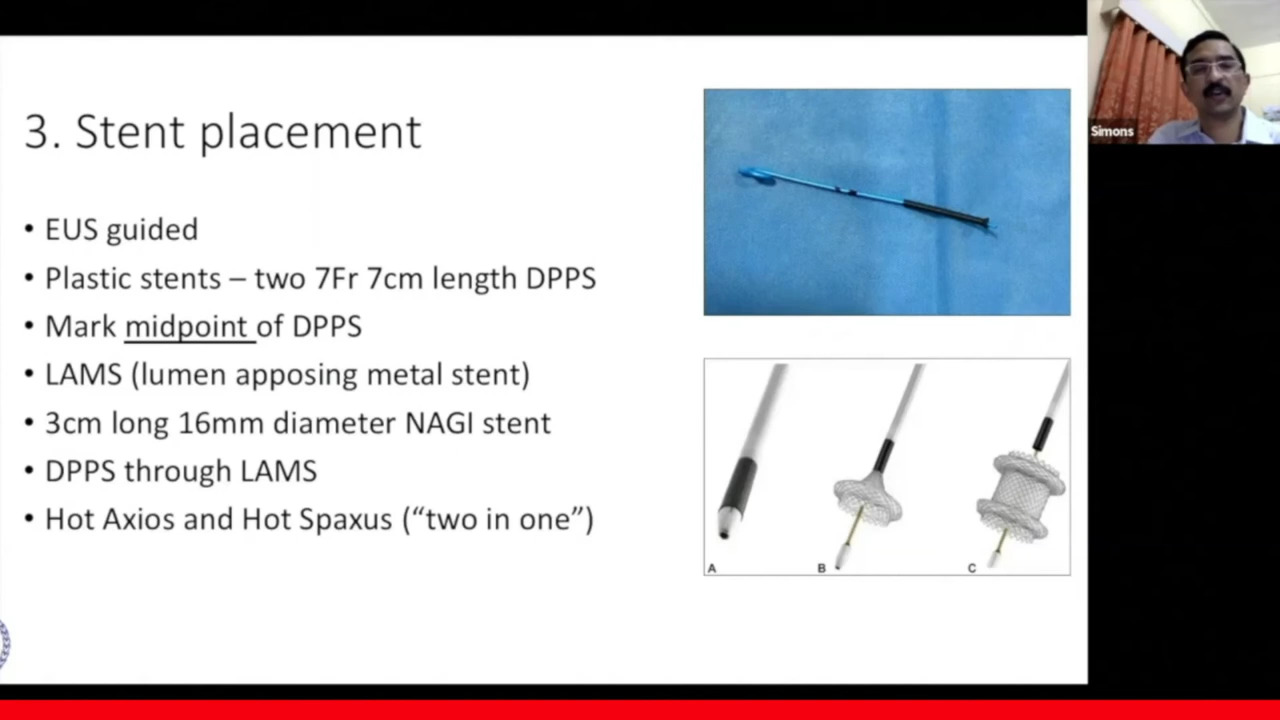 3. Stent placement
• EUS guided
• Plastic stents – two 7Fr 7cm length DPPS
• Mark midpoint of DPPS
• LAMS (lumen apposing metal stent)
• 3cm long 16mm diameter NAGI stent
• DPPS through LAMS
• Hot Axios and Hot Spaxus (“two in one”)
A B C
Simons